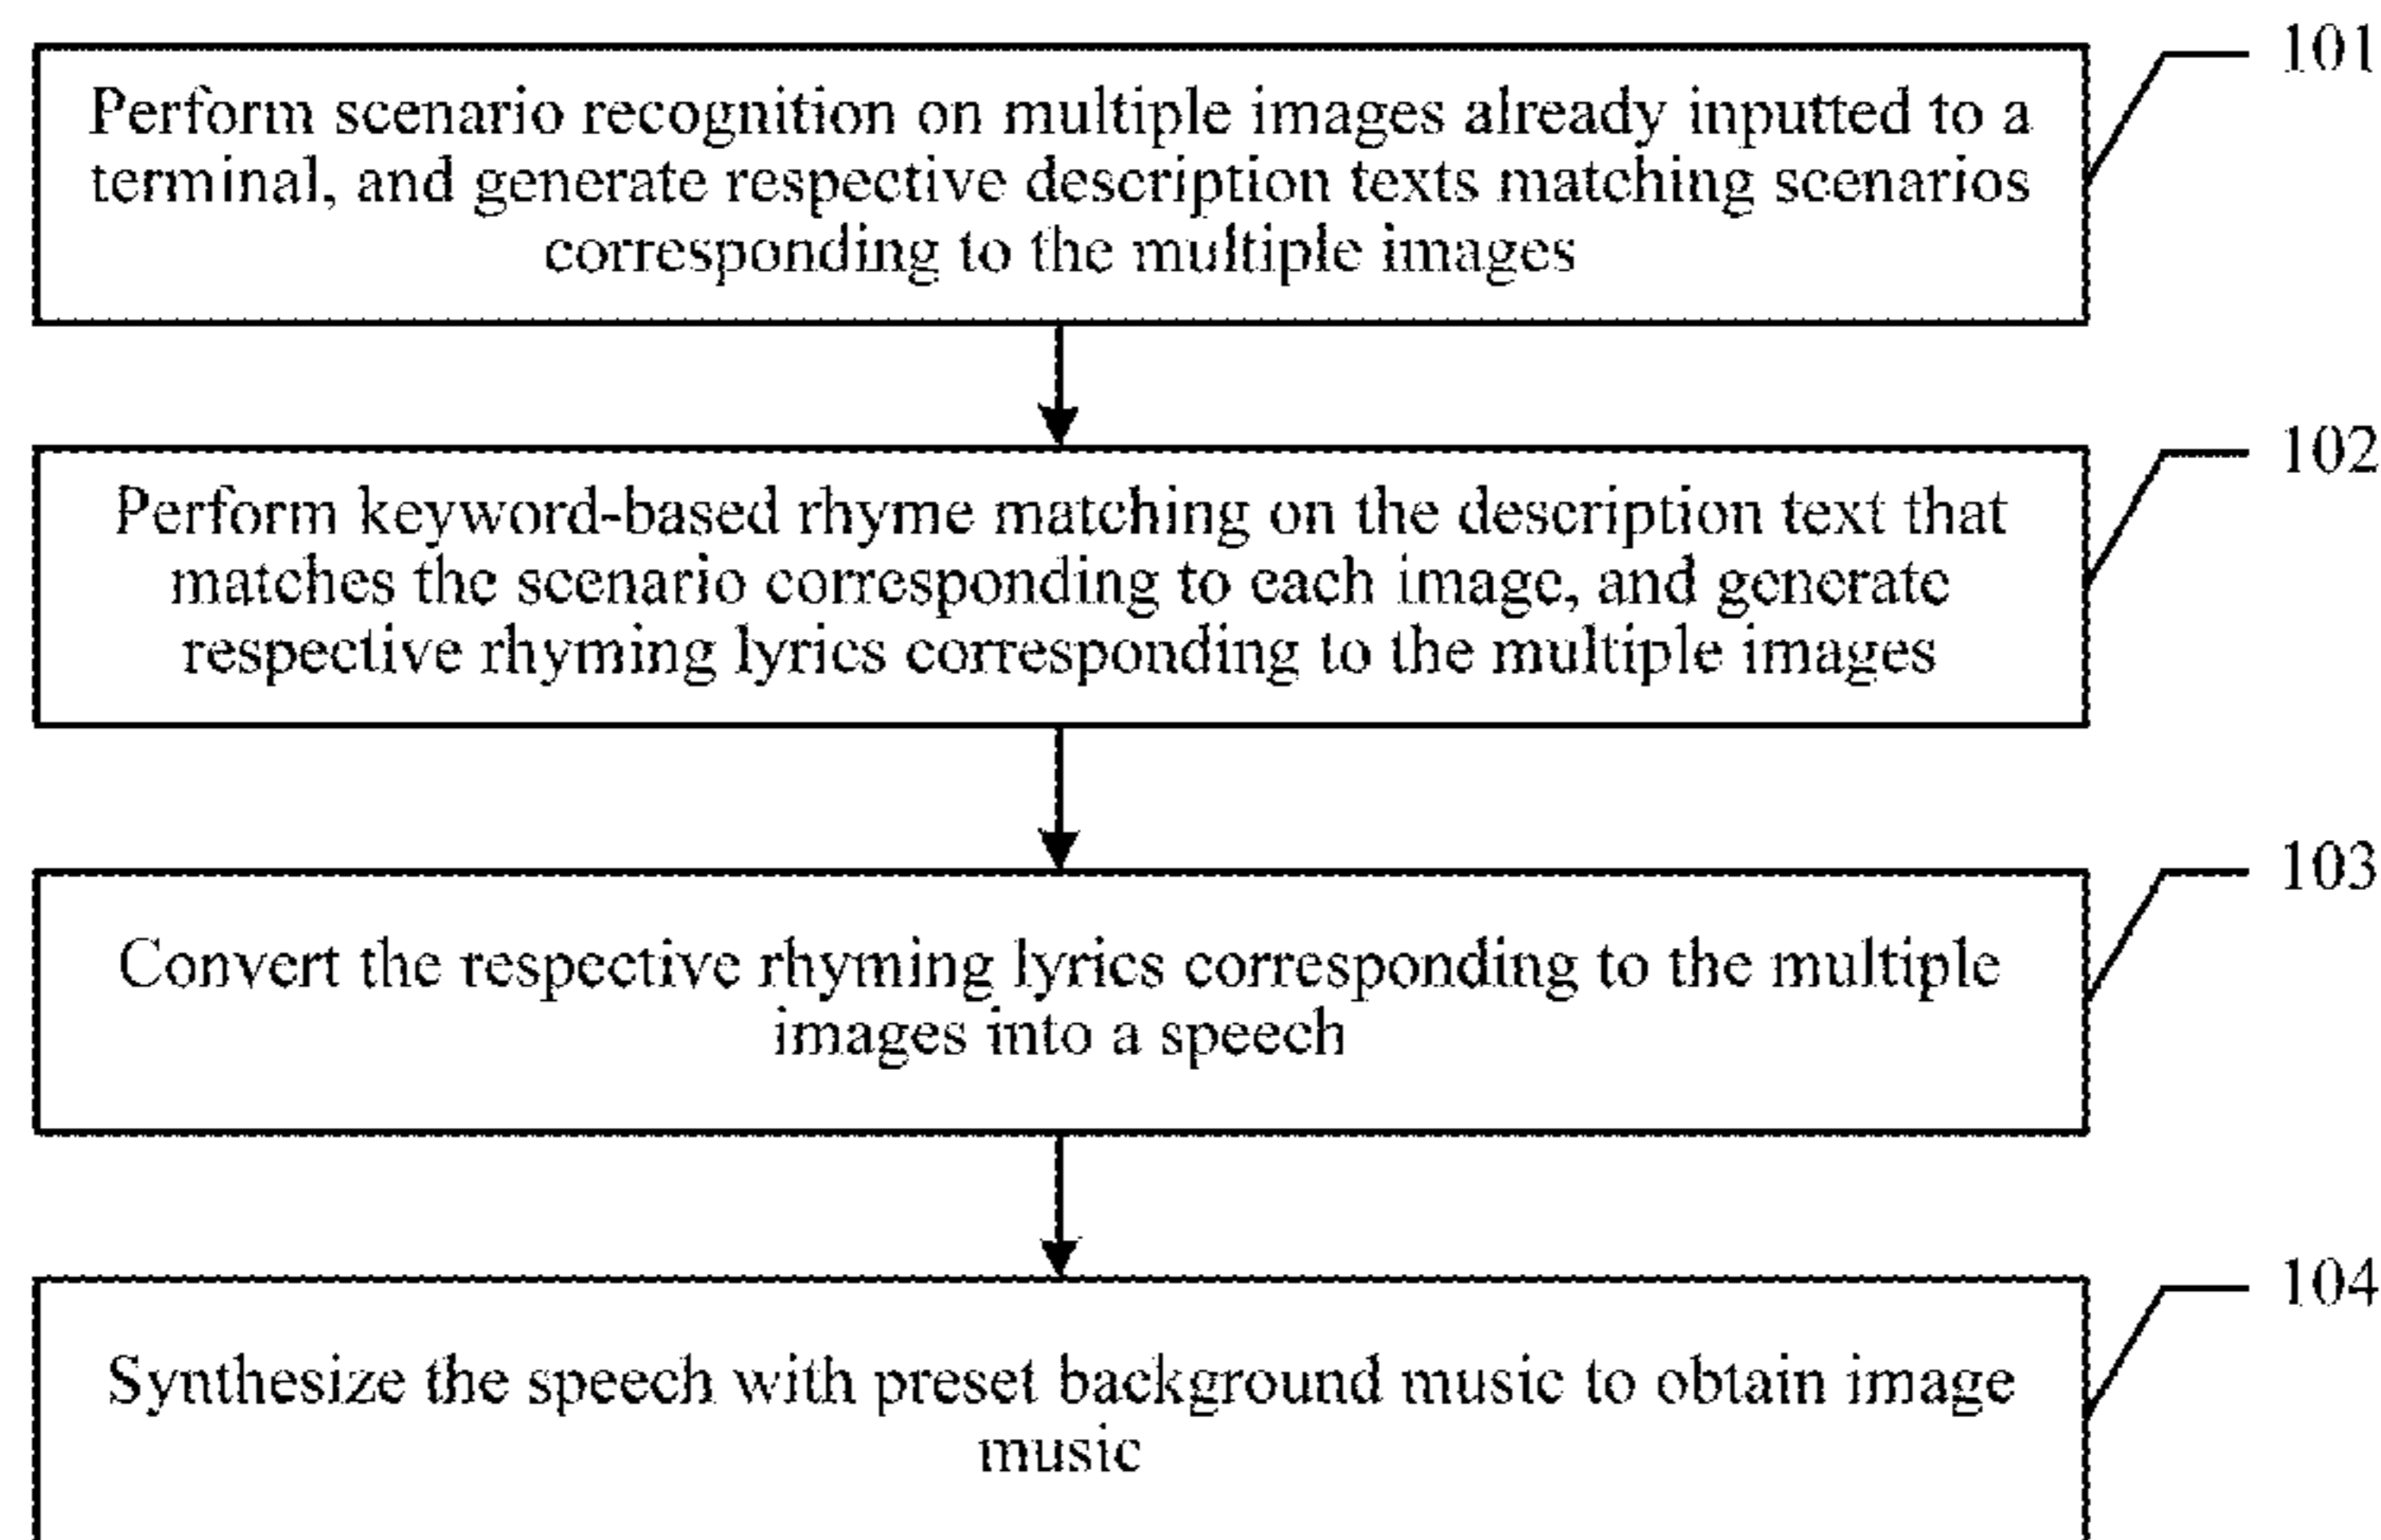 101
Perform scenario recognition on multiple images already inputted to a
terminal, and generate respective description texts matching scenarios
corresponding to the multiple images
102
Perform keyword-based rhyme matching on the description text that
matches the scenario corresponding to each image, and generate
respective rhyming lyrics corresponding to the multiple images
103
Convert the respective rhyming lyrics corresponding to the multiple
images into a speech
104
Synthesize the speech with preset background music to obtain image
music